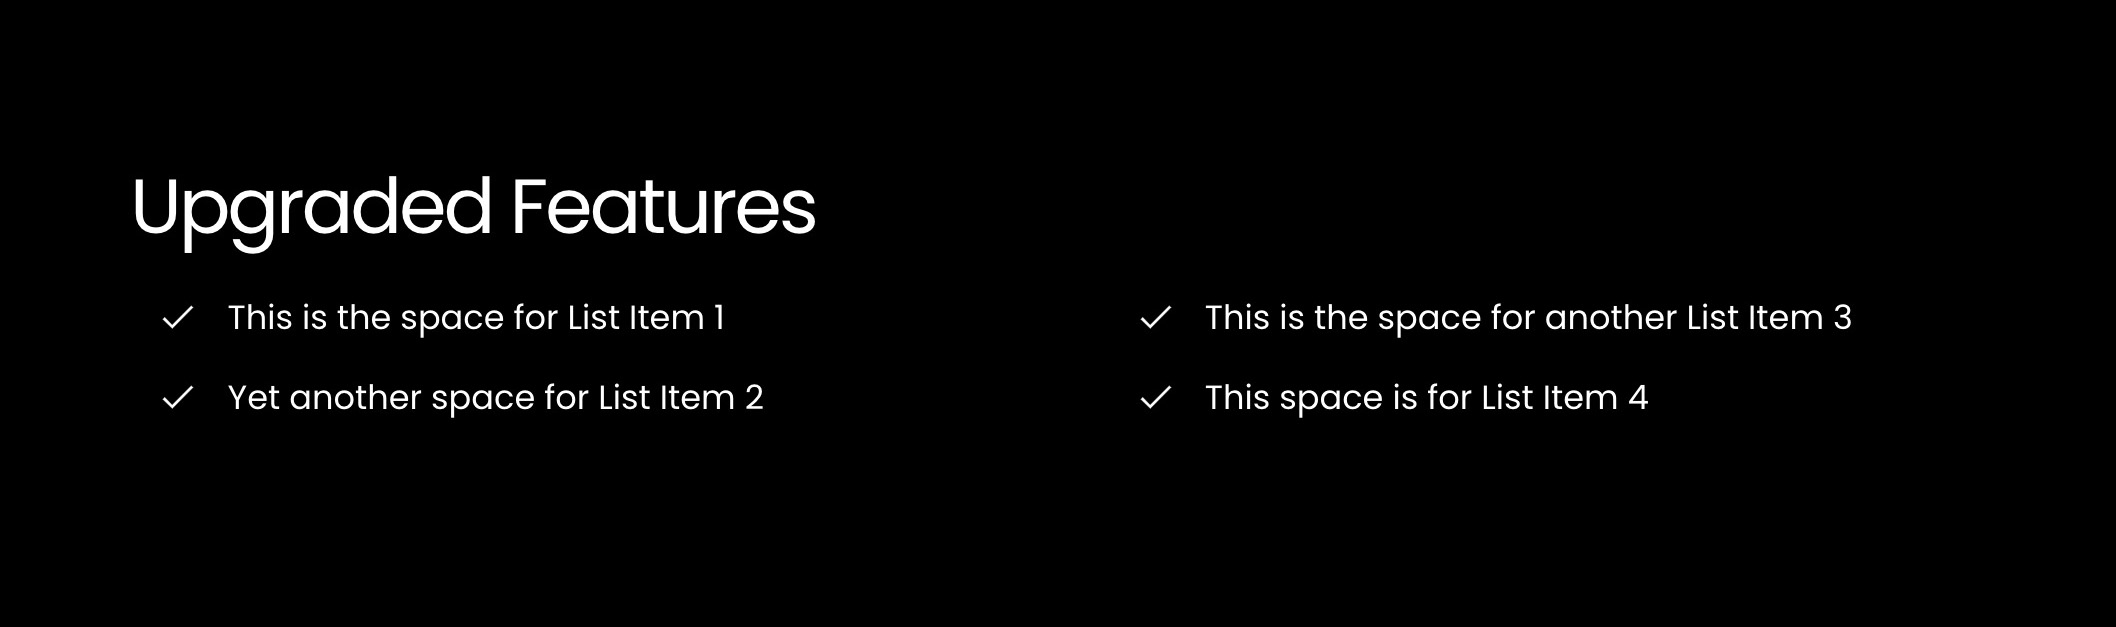 Upgraded Features
This is the space for List Item 1
Yet another space for List Item 2
This is the space for another List Item 3
This space is for List Item 4